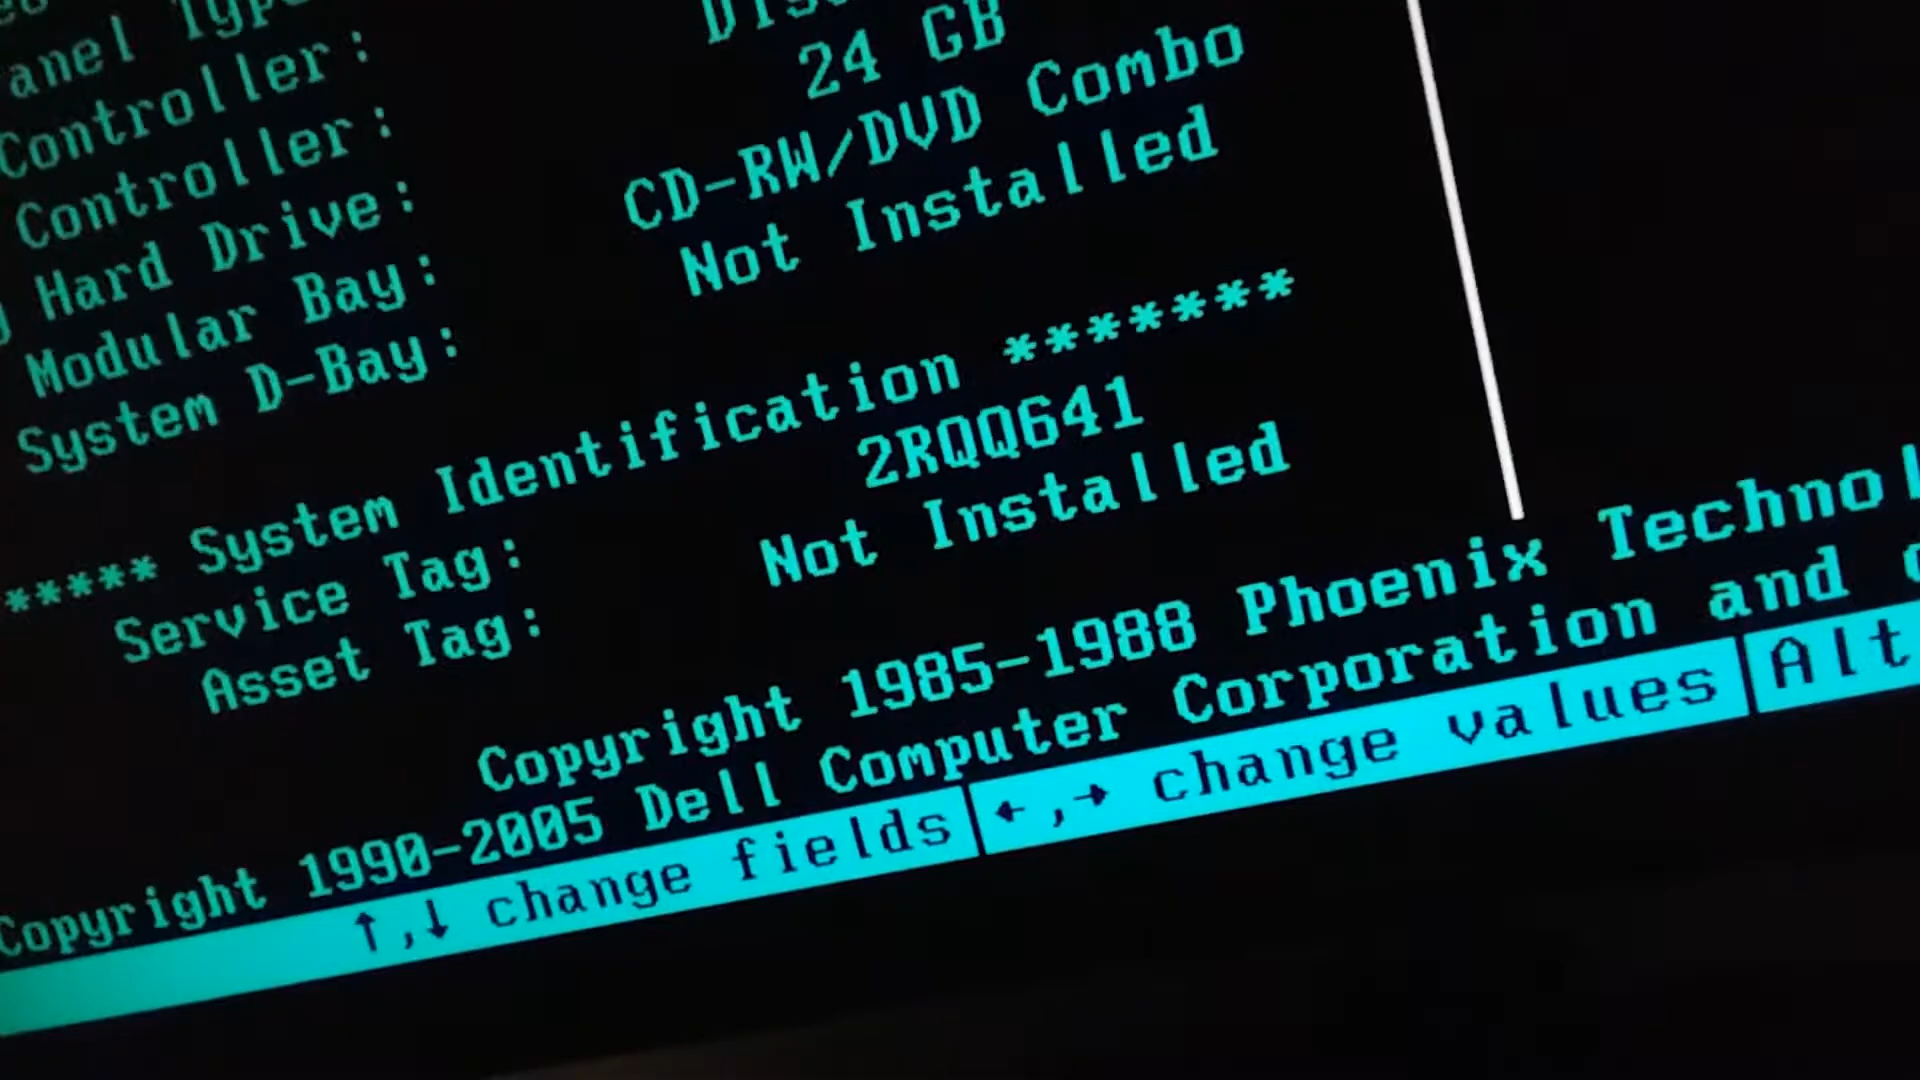 anel Type
Controller:
Controller:
Hard Drive: 24 GB
Modular Bay: CD-RW/DVD Combo
System D-Bay: Not Installed
***** System Identification *******
Service Tag: 2RQQ641
Asset Tag: Not Installed
Copyright 1985-1988 Phoenix Technol
Copyright 1990-2005 Dell Computer Corporation and
↑,↓ change fields ←,→ change values Alt